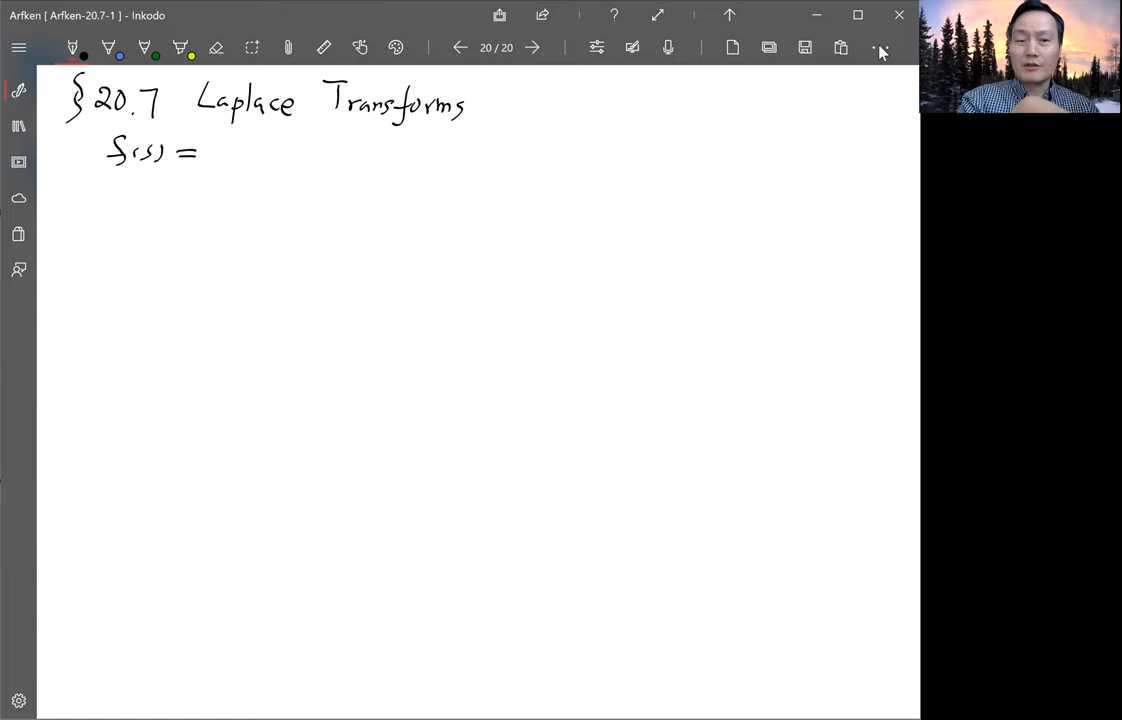 Arfken [ Arfken-20.7-1 ] - Inkodo
20 / 20
§ 20.7 Laplace Transforms
f(s) =